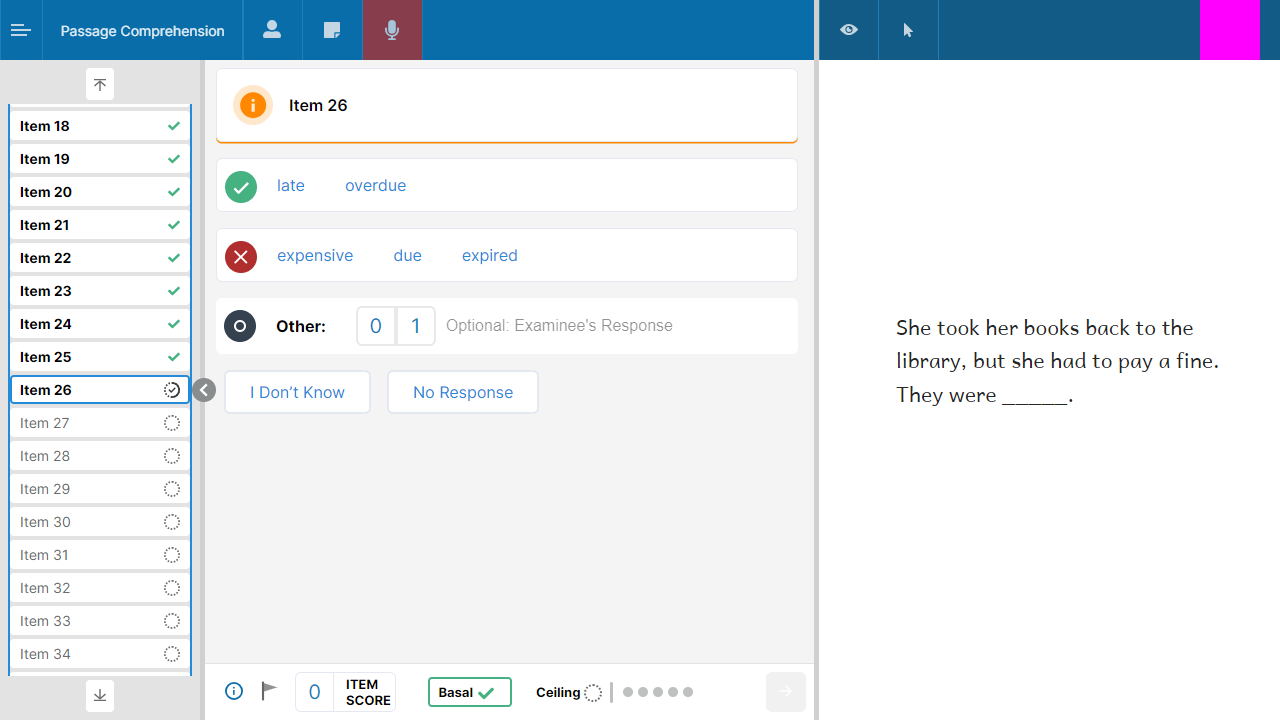 Passage Comprehension
Item 18
Item 19
Item 20
Item 21
Item 22
Item 23
Item 24
Item 25
Item 26
Item 27
Item 28
Item 29
Item 30
Item 31
Item 32
Item 33
Item 34
Item 26
late overdue
expensive due expired
Other: 0 1 Optional: Examinee's Response
I Don’t Know No Response
0 ITEM SCORE Basal Ceiling
She took her books back to the
library, but she had to pay a fine.
They were _____.